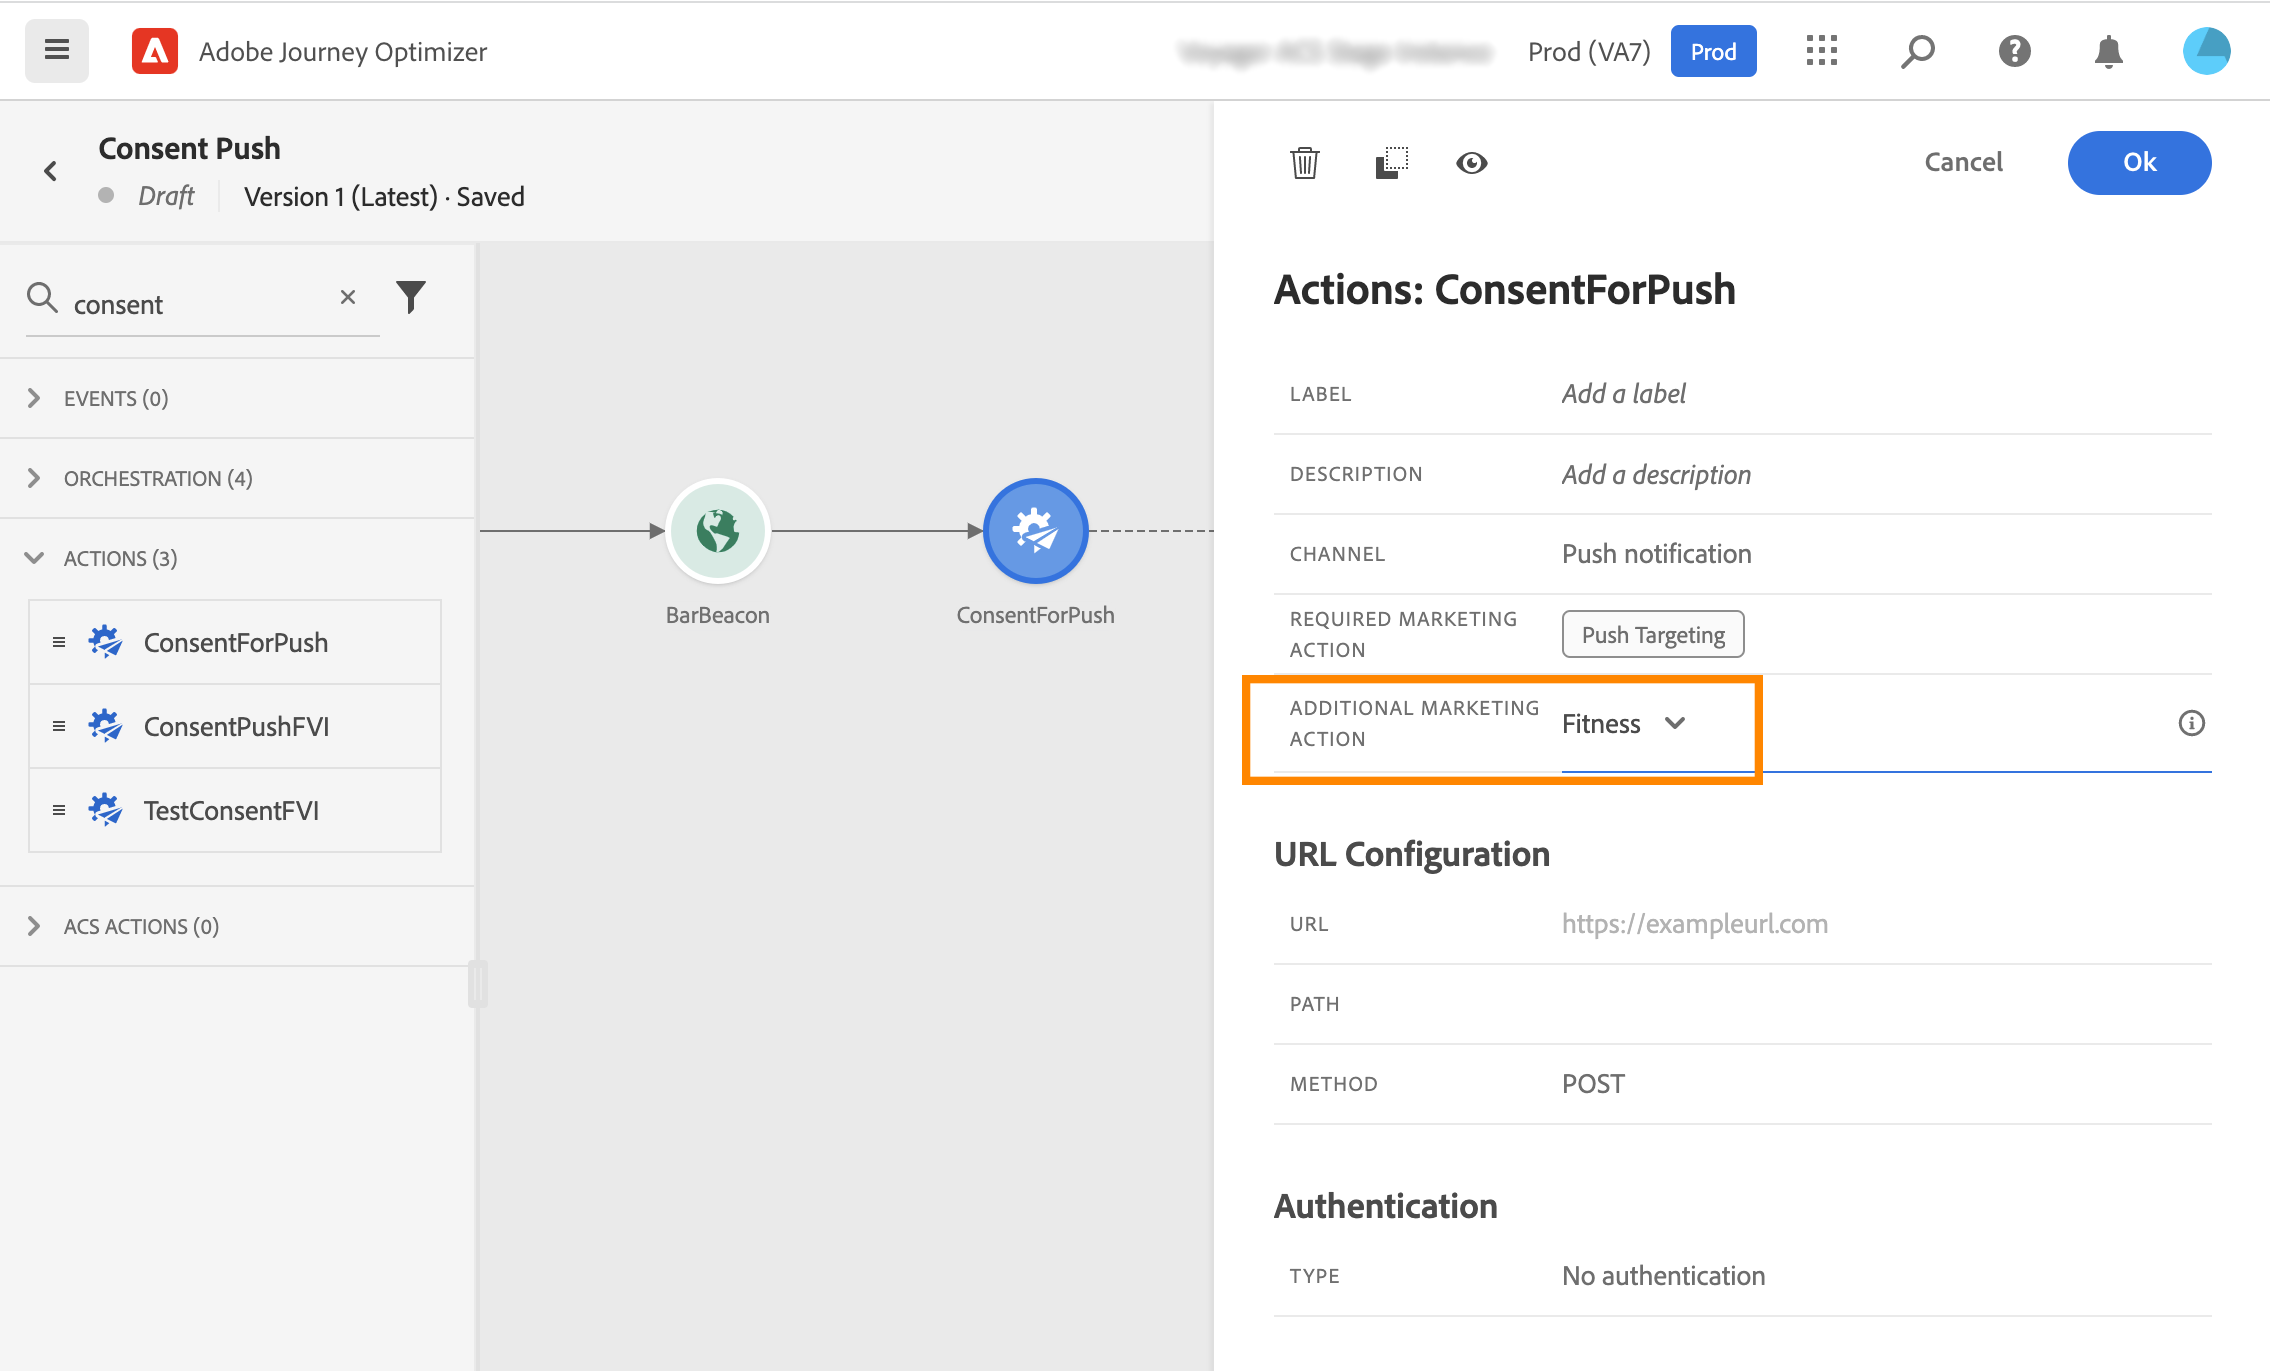 Adobe Journey Optimizer
Prod (VA7)
Prod
Consent Push
Draft
Version 1 (Latest) · Saved
consent
EVENTS (0)
ORCHESTRATION (4)
ACTIONS (3)
ConsentForPush
ConsentPushFVI
TestConsentFVI
ACS ACTIONS (0)
BarBeacon
ConsentForPush
Cancel
Ok
Actions: ConsentForPush
LABEL
Add a label
DESCRIPTION
Add a description
CHANNEL
Push notification
REQUIRED MARKETING
ACTION
Push Targeting
ADDITIONAL MARKETING
ACTION
Fitness
URL Configuration
URL
https://exampleurl.com
PATH
METHOD
POST
Authentication
TYPE
No authentication